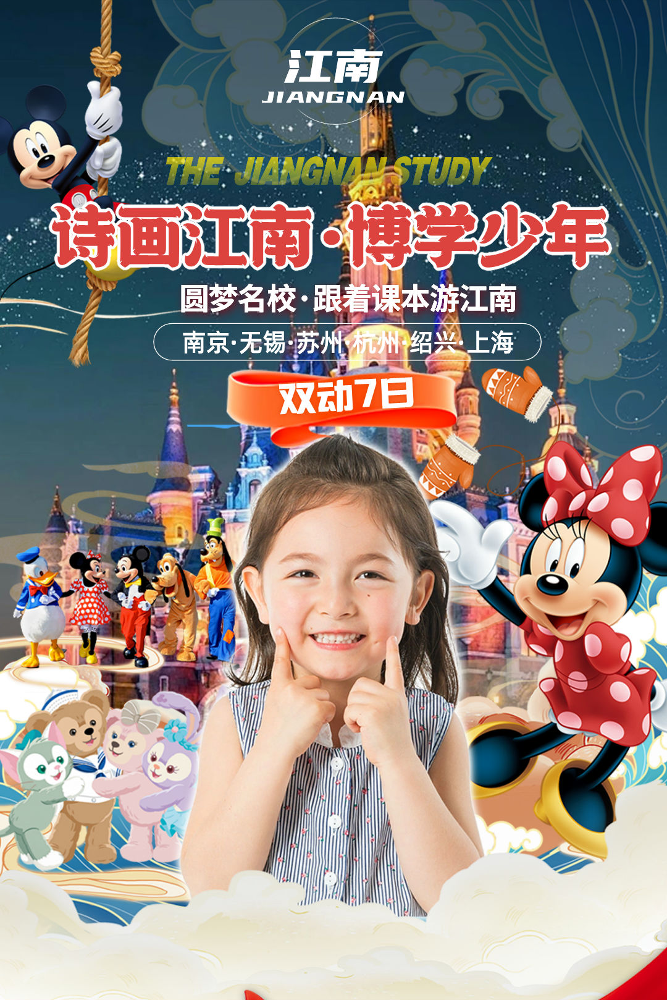 江南
JIANGNAN
THE JIANGNAN STUDY
诗画江南·博学少年
圆梦名校·跟着课本游江南
南京·无锡·苏州·杭州·绍兴·上海
双动7日